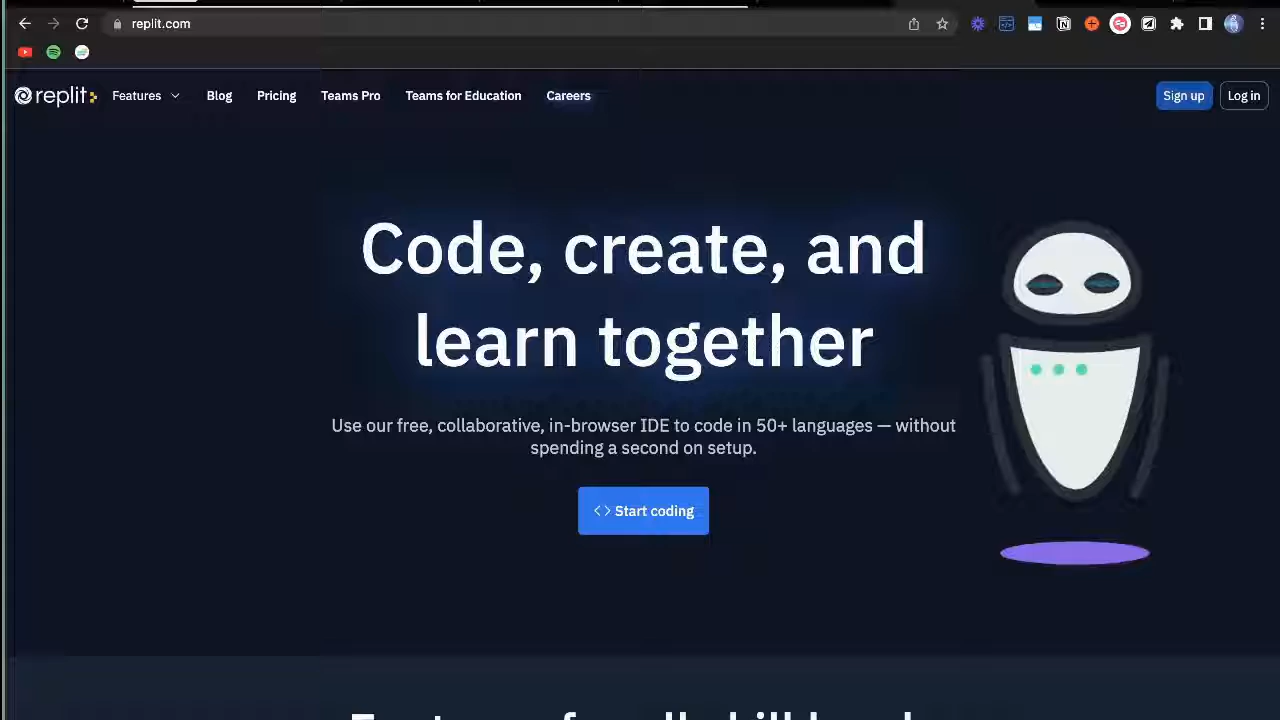 replit.com
replit
Features
Blog
Pricing
Teams Pro
Teams for Education
Careers
Sign up
Log in
Code, create, and
learn together
Use our free, collaborative, in-browser IDE to code in 50+ languages — without
spending a second on setup.
<> Start coding